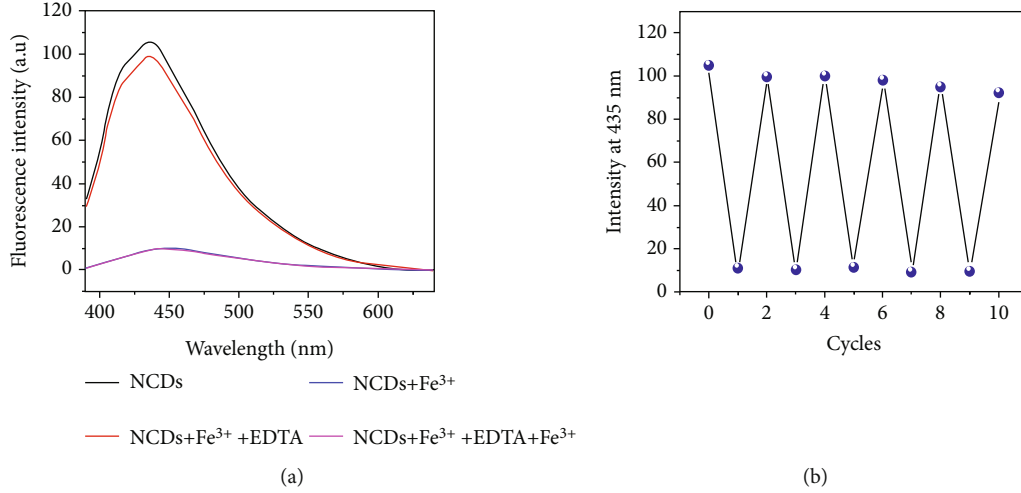 120
100
80
60
40
20
10
0
Fluorescence intensity (a.u)
400
450
500
550
600
Wavelength (nm)
NCDs
NCDs+Fe³⁺
NCDs+Fe³⁺ +EDTA
NCDs+Fe³⁺ +EDTA+Fe³⁺
(a)
120
100
80
60
40
20
0
Intensity at 435 nm
0
2
4
6
8
10
Cycles
(b)